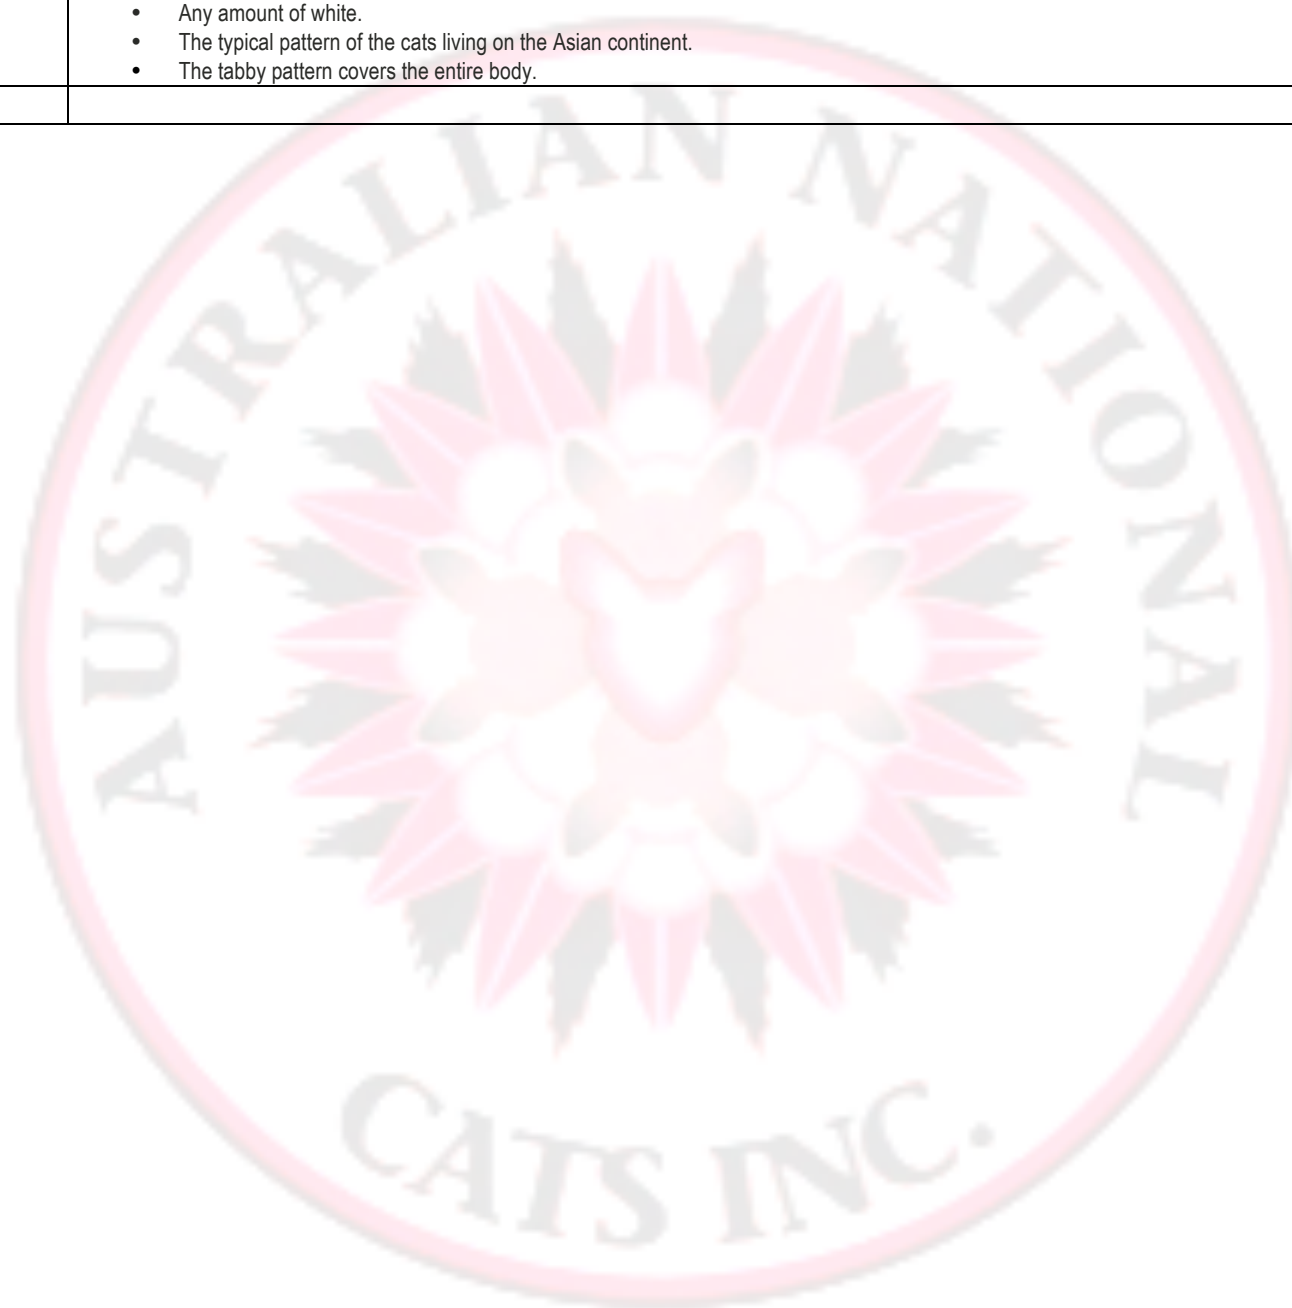 • Any amount of white.
• The typical pattern of the cats living on the Asian continent.
• The tabby pattern covers the entire body.
AUSTRALIAN NATIONAL
CATS INC.